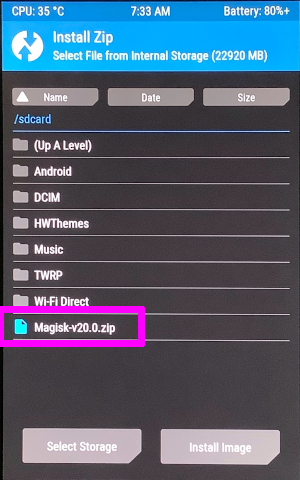 CPU: 35 °C 7:33 AM Battery: 80%+
Install Zip
Select File from Internal Storage (22920 MB)
Name Date Size
/sdcard
(Up A Level)
Android
DCIM
HWThemes
Music
TWRP
Wi-Fi Direct
Magisk-v20.0.zip
Select Storage Install Image